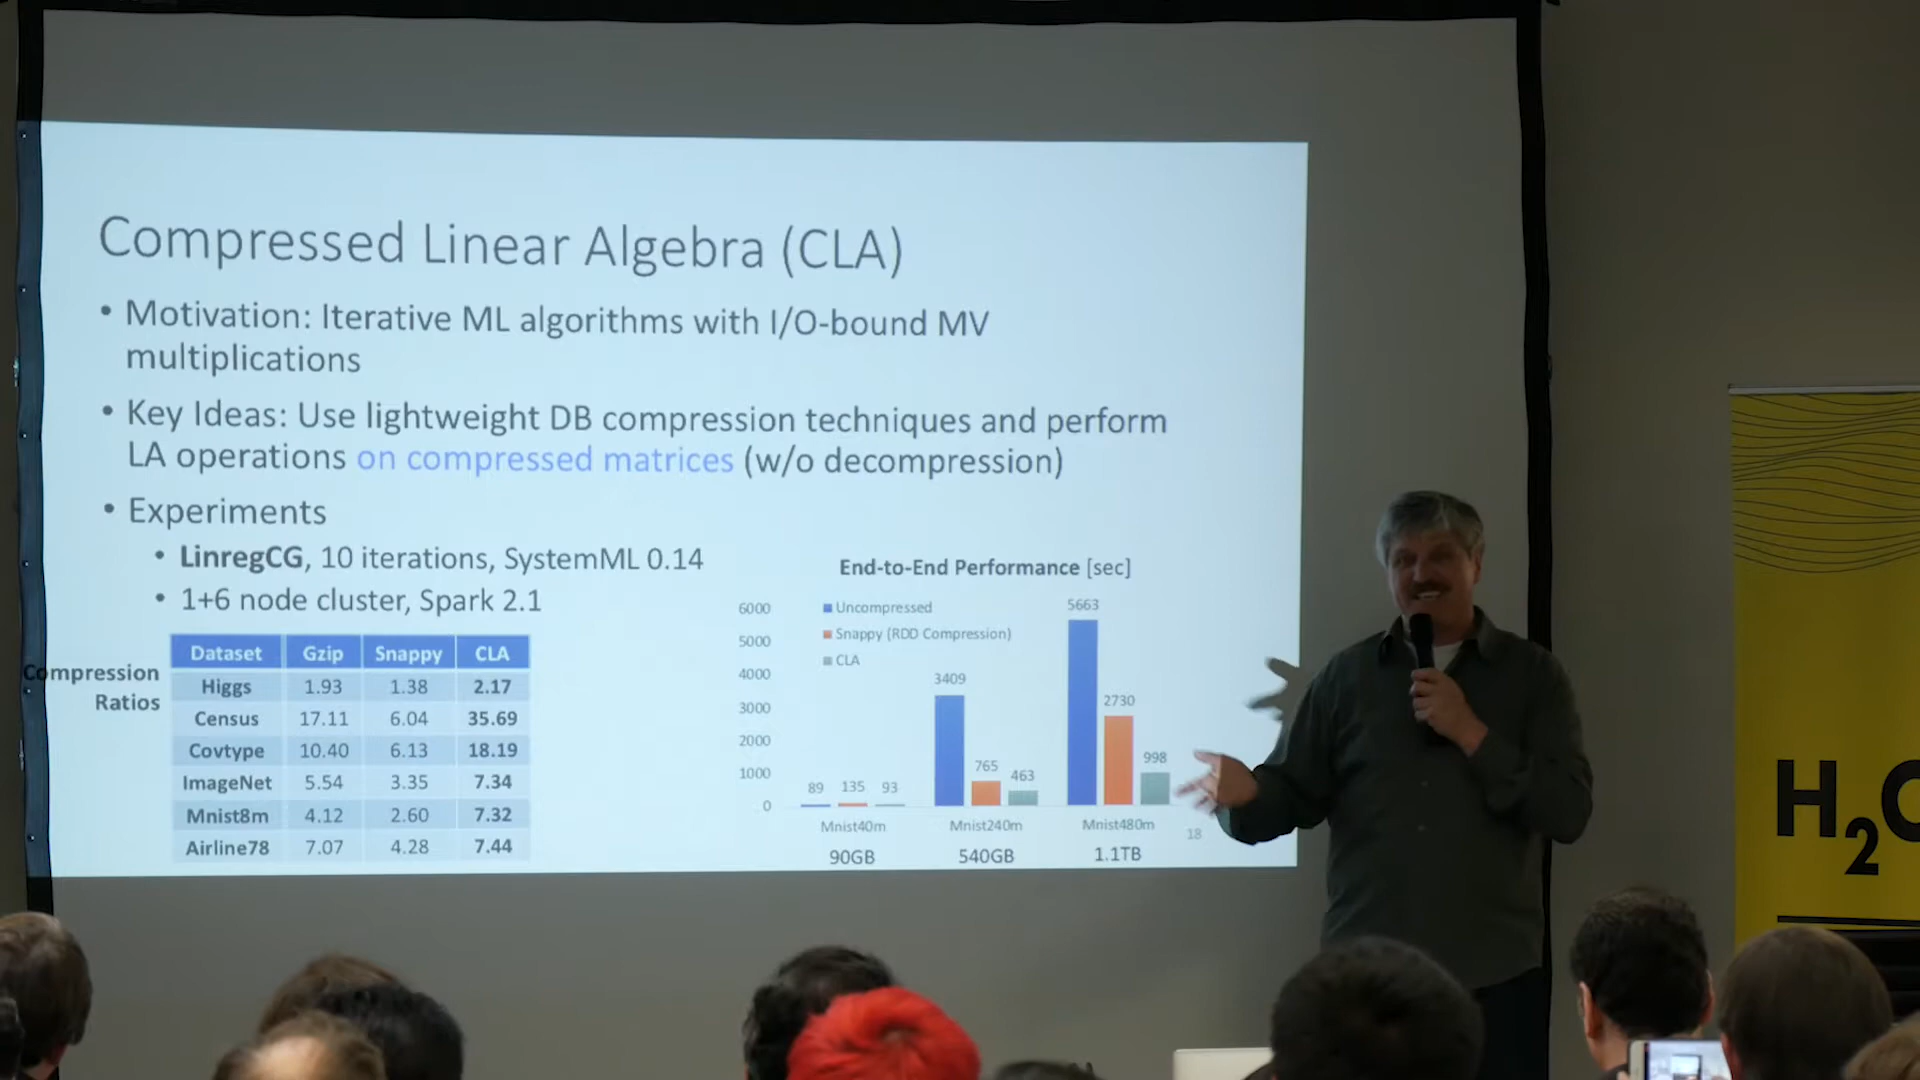 Compressed Linear Algebra (CLA)
• Motivation: Iterative ML algorithms with I/O-bound MV
multiplications
• Key Ideas: Use lightweight DB compression techniques and perform
LA operations on compressed matrices (w/o decompression)
• Experiments
• LinregCG, 10 iterations, SystemML 0.14
• 1+6 node cluster, Spark 2.1
Compression
Ratios
Dataset Gzip Snappy CLA
Higgs 1.93 1.38 2.17
Census 17.11 6.04 35.69
Covtype 10.40 6.13 18.19
ImageNet 5.54 3.35 7.34
Mnist8m 4.12 2.60 7.32
Airline78 7.07 4.28 7.44
End-to-End Performance [sec]
6000
5000
4000
3000
2000
1000
0
Uncompressed
Snappy (RDD Compression)
CLA
89 135 93
3409 765 463
5663 2730 998
Mnist40m Mnist240m Mnist480m
90GB 540GB 1.1TB
18
H2O